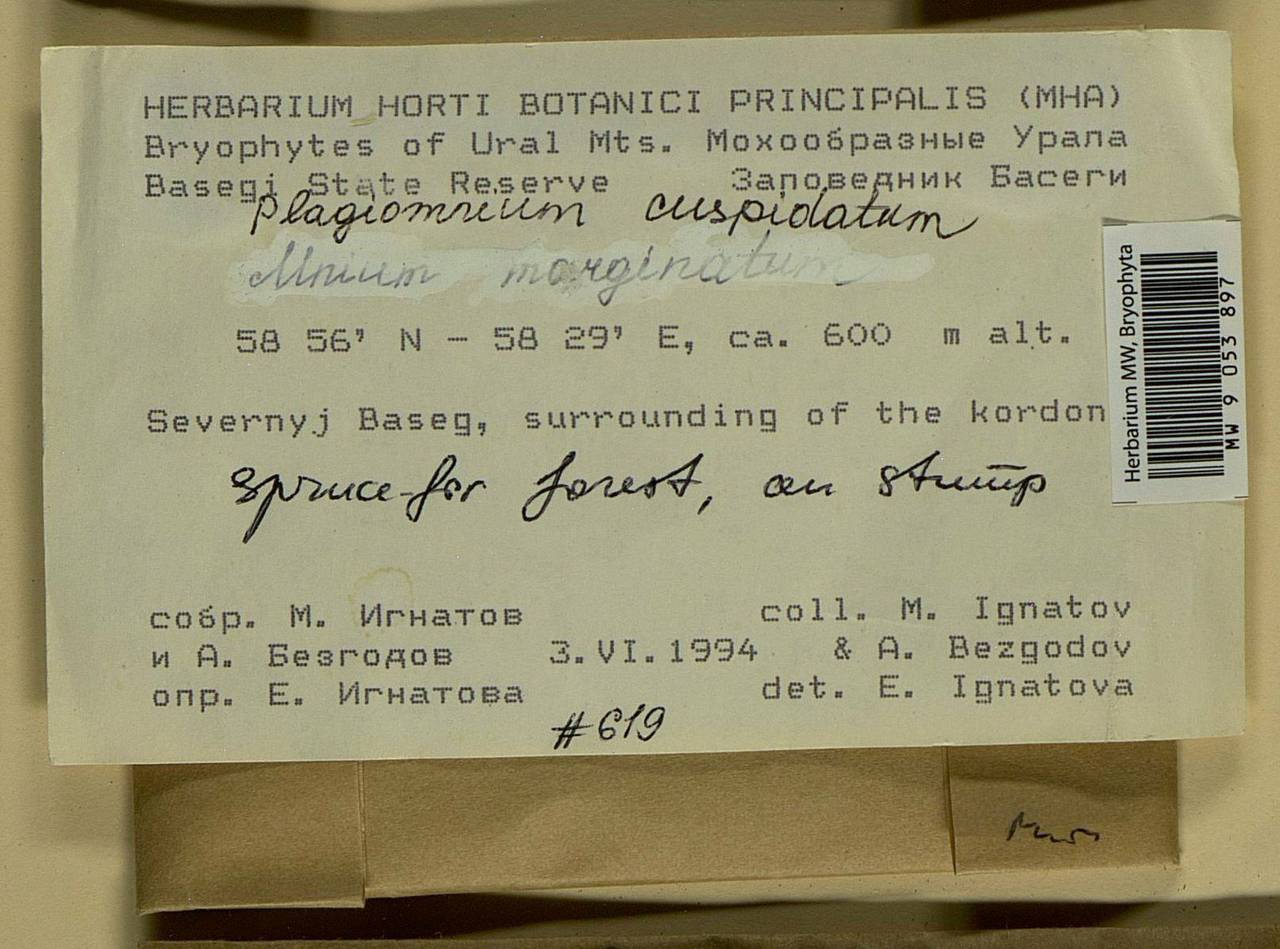 HERBARIUM HORTI BOTANICI PRINCIPALIS (MHA)
Bryophytes of Ural Mts. Мохообразные Урала
Basegi State Reserve Заповедник Басеги
Plagiomnium cuspidatum
Mnium marginatum
58 56' N - 58 29' E, ca. 600 m alt.
Severnyj Baseg, surrounding of the kordon
spruce-fir forest, on stump
собр. М. Игнатов coll. M. Ignatov
и А. Безгодов 3.VI.1994 & A. Bezgodov
опр. Е. Игнатова det. E. Ignatova
#619
Herbarium MW, Bryophyta
MW 9 053 897